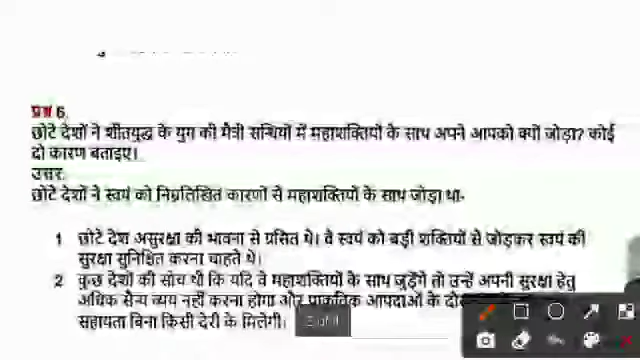 प्रश्न 6.
छोटे देशों ने शीतयुद्ध के युग की मैत्री सन्धियों में महाशक्तियों के साथ अपने आपको क्यों जोड़ा? कोई
दो कारण बताइए।
उत्तर:
छोटे देशों ने स्वयं को निम्नलिखित कारणों से महाशक्तियों के साथ जोड़ा था-
1 छोटे देश असुरक्षा की भावना से ग्रसित थे। वे स्वयं को बड़ी शक्तियों से जोड़कर स्वयं की
सुरक्षा सुनिश्चित करना चाहते थे।
2 कुछ देशों की सोच थी कि यदि वे महाशक्तियों के साथ जुड़ेंगे तो उन्हें अपनी सुरक्षा हेतु
अधिक सैन्य व्यय नहीं करना होगा और प्राकृतिक आपदाओं के
सहायता बिना किसी देरी के मिलेगी।